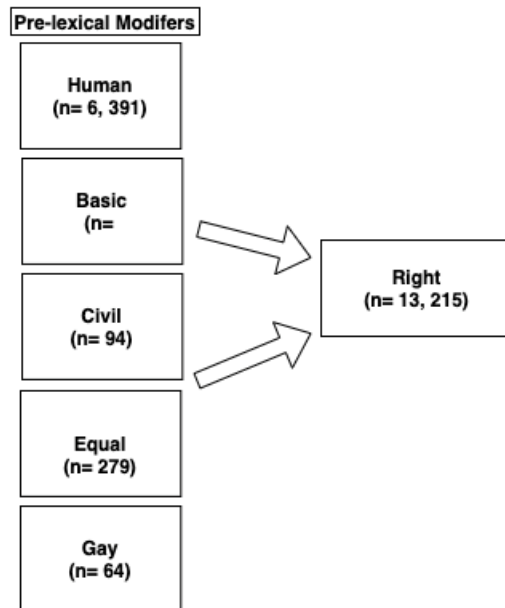 Pre-lexical Modifers
Human
(n= 6, 391)
Basic
(n=
Civil
(n= 94)
Equal
(n= 279)
Gay
(n= 64)
Right
(n= 13, 215)